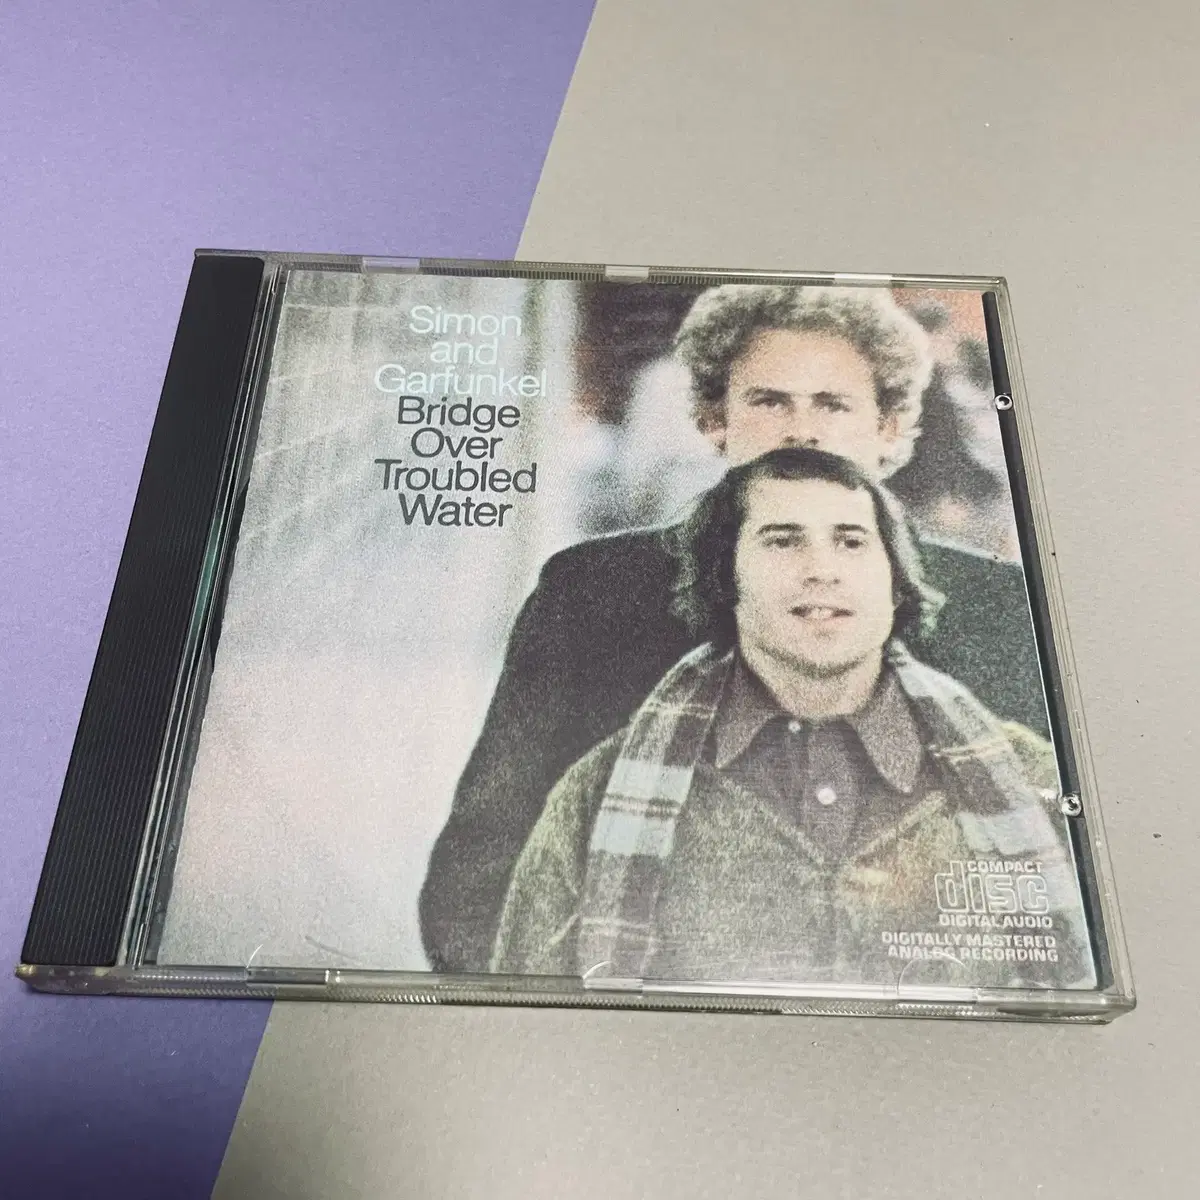 Simon
and
Garfunkel
Bridge
Over
Troubled
Water
COMPACT
disc
DIGITAL AUDIO
DIGITALLY MASTERED
ANALOG RECORDING